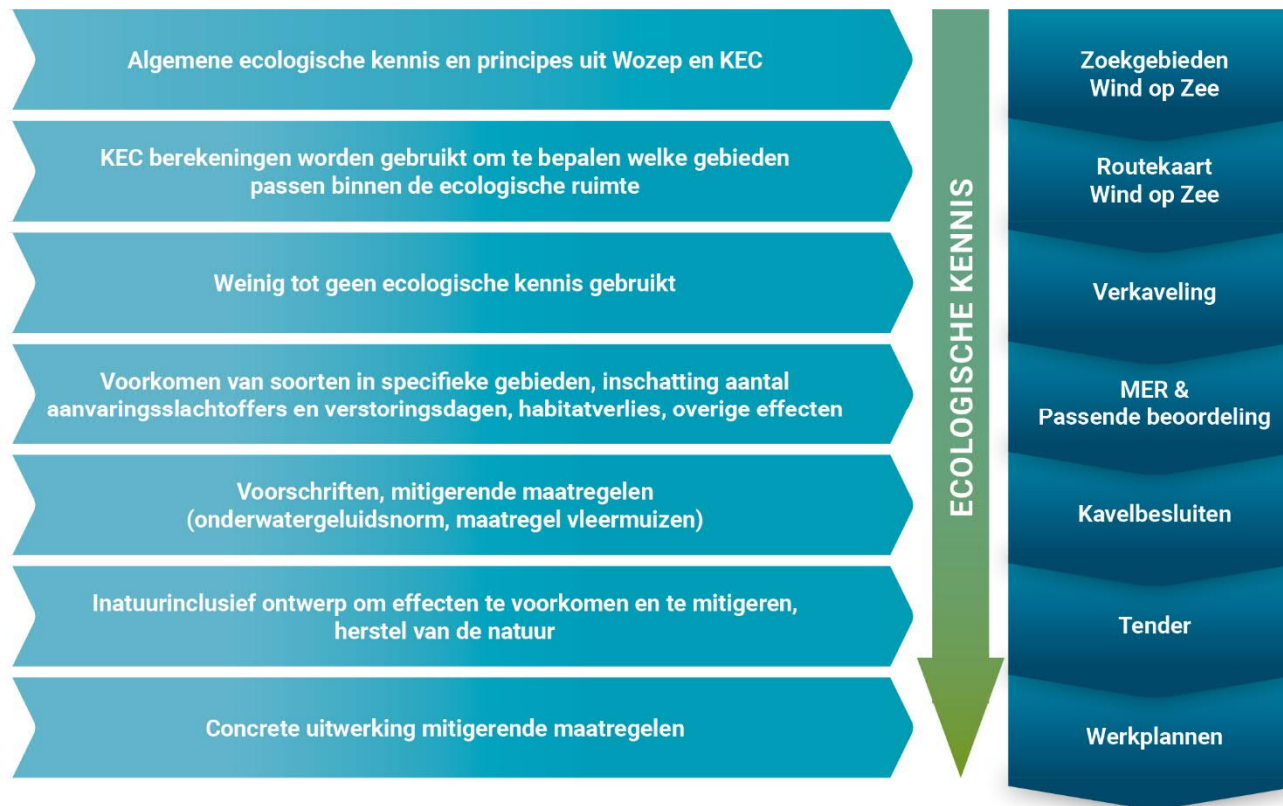 Algemene ecologische kennis en principes uit Wozep en KEC
Zoekgebieden
Wind op Zee
KEC berekeningen worden gebruikt om te bepalen welke gebieden
passen binnen de ecologische ruimte
Routekaart
Wind op Zee
Weinig tot geen ecologische kennis gebruikt
Verkaveling
Voorkomen van soorten in specifieke gebieden, inschatting aantal
aanvaringsslachtoffers en verstoringsdagen, habitatverlies, overige effecten
MER &
Passende beoordeling
Voorschriften, mitigerende maatregelen
(onderwatergeluidsnorm, maatregel vleermuizen)
Kavelbesluiten
Inatuurinclusief ontwerp om effecten te voorkomen en te mitigeren,
herstel van de natuur
Tender
Concrete uitwerking mitigerende maatregelen
Werkplannen
ECOLOGISCHE KENNIS